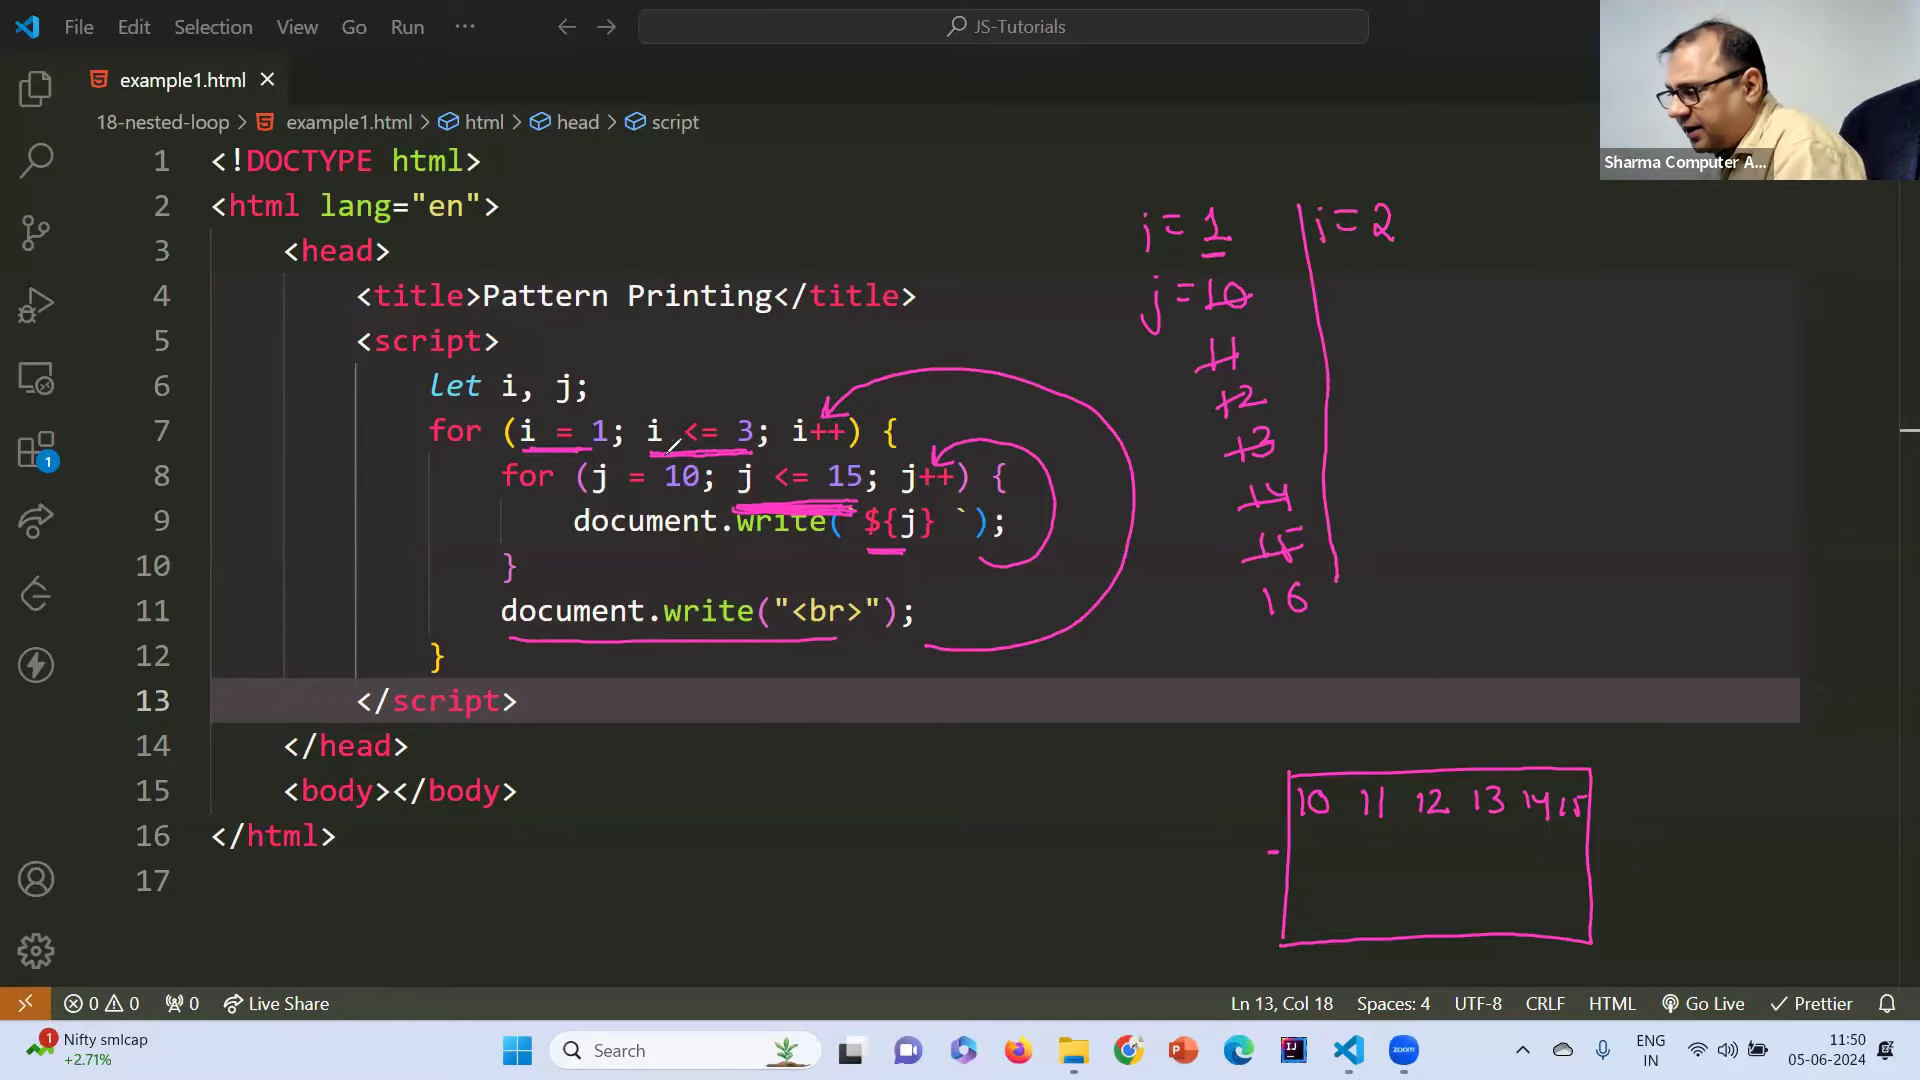 File Edit Selection View Go Run ... JS-Tutorials
example1.html
18-nested-loop > example1.html > html > head > script
Sharma Computer A...
1 <!DOCTYPE html>
2 <html lang="en">
3 <head>
4 <title>Pattern Printing</title>
5 <script>
6 let i, j;
7 for (i = 1; i <= 3; i++) {
8 for (j = 10; j <= 15; j++) {
9 document.write(`${j} `);
10 }
11 document.write("<br>");
12 }
13 </script>
14 </head>
15 <body></body>
16 </html>
17
i = 1
i = 2
j = 10
11
12
13
14
15
16
10 11 12 13 14 15
1
0 0 0 Live Share Ln 13, Col 18 Spaces: 4 UTF-8 CRLF HTML Go Live Prettier
1 Nifty smlcap
+2.71%
Search
zoom
ENG
IN
11:50
05-06-2024